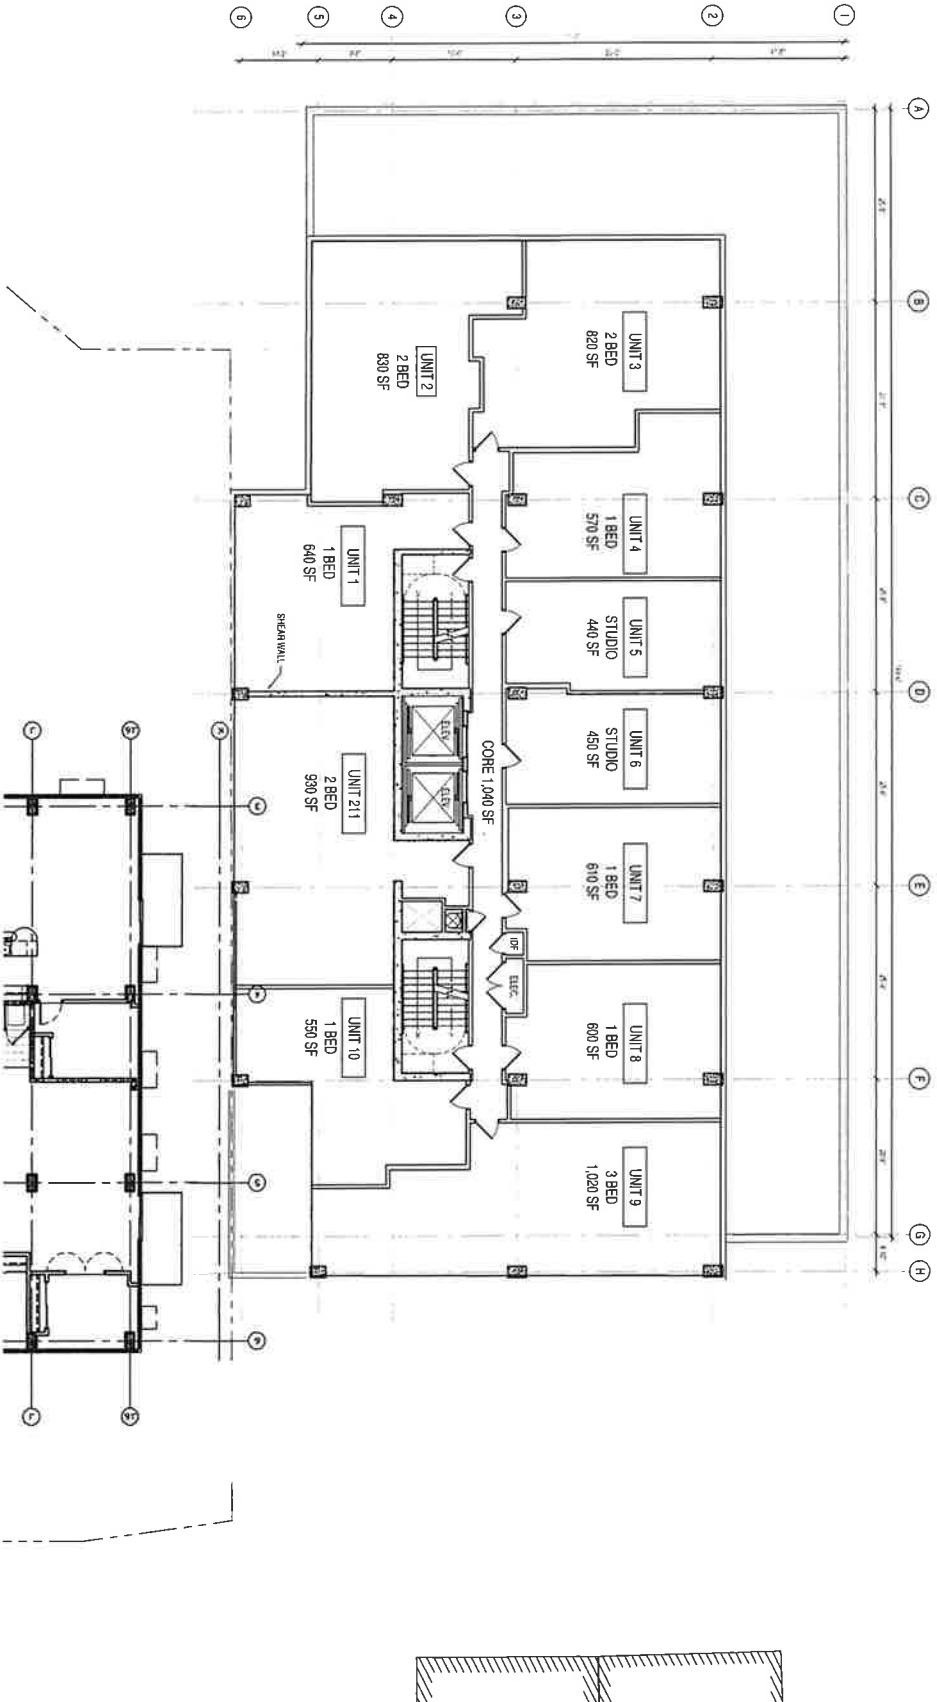 6
5
4
3
2
1
A
B
C
D
E
F
G
H
UNIT 3
2 BED
820 SF
UNIT 2
2 BED
830 SF
UNIT 4
1 BED
570 SF
UNIT 1
1 BED
640 SF
SHEAR WALL
UNIT 5
STUDIO
440 SF
UNIT 6
STUDIO
450 SF
ELEV.
ELEV.
CORE 1,040 SF
UNIT 211
2 BED
930 SF
UNIT 7
1 BED
610 SF
IDF
ELEC.
UNIT 8
1 BED
600 SF
UNIT 10
1 BED
550 SF
UNIT 9
3 BED
1,020 SF
K
3
4
5
6